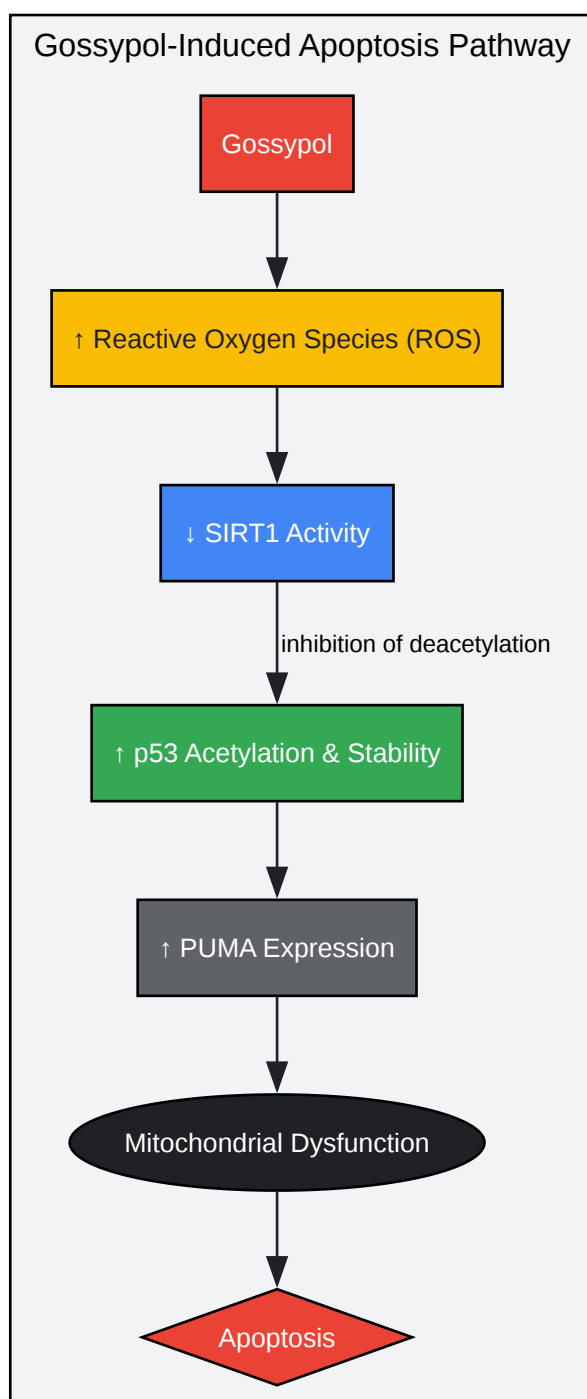 Gossypol-Induced Apoptosis Pathway
Gossypol
↑ Reactive Oxygen Species (ROS)
↓ SIRT1 Activity
inhibition of deacetylation
↑ p53 Acetylation & Stability
↑ PUMA Expression
Mitochondrial Dysfunction
Apoptosis